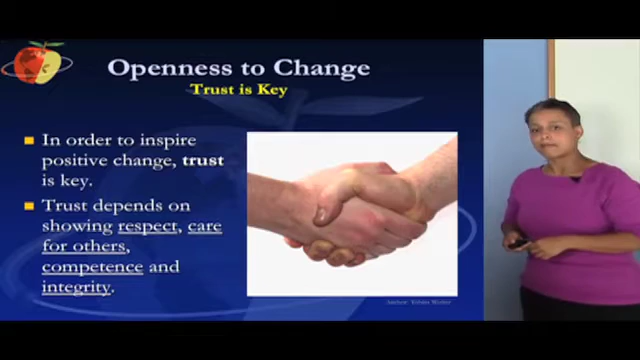 Openness to Change
Trust is Key
In order to inspire
positive change, trust
is key.
Trust depends on
showing respect, care
for others,
competence and
integrity.